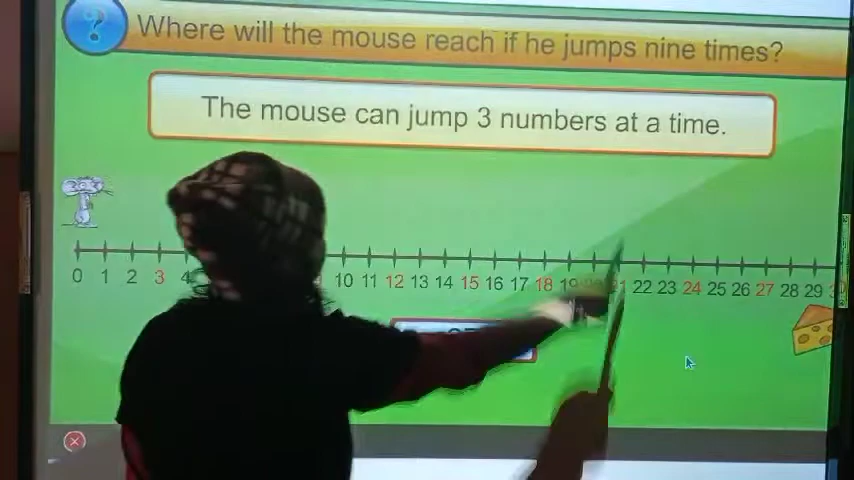 ?
Where will the mouse reach if he jumps nine times?
The mouse can jump 3 numbers at a time.
0 1 2 3 10 11 12 13 14 15 16 17 18 19 22 23 24 25 26 27 28 29